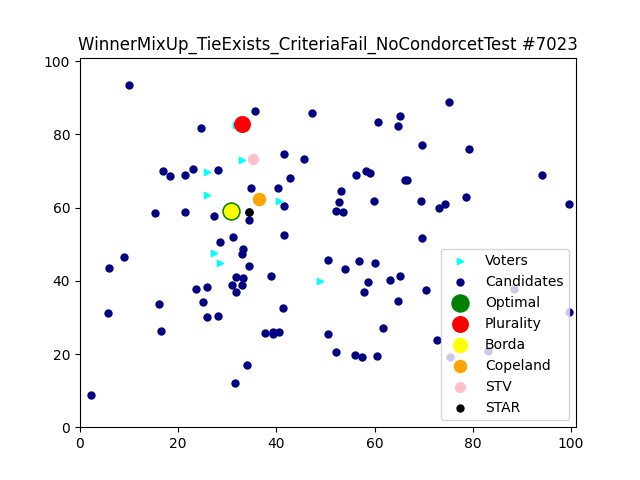 WinnerMixUp_TieExists_CriteriaFail_NoCondorcetTest #7023
100
80
60
40
20
0
0 20 40 60 80 100
Voters
Candidates
Optimal
Plurality
Borda
Copeland
STV
STAR